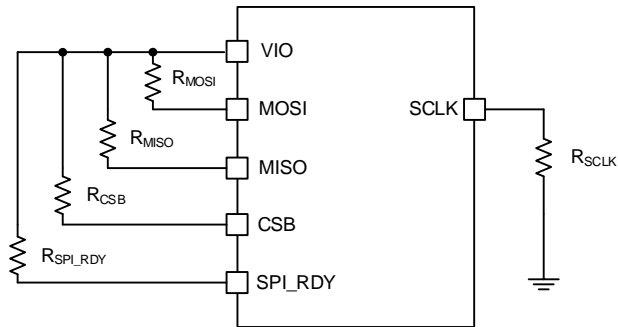 VIO
RMOSI
MOSI
SCLK
RMISO
MISO
RSCLK
RCSB
CSB
RSPI_RDY
SPI_RDY